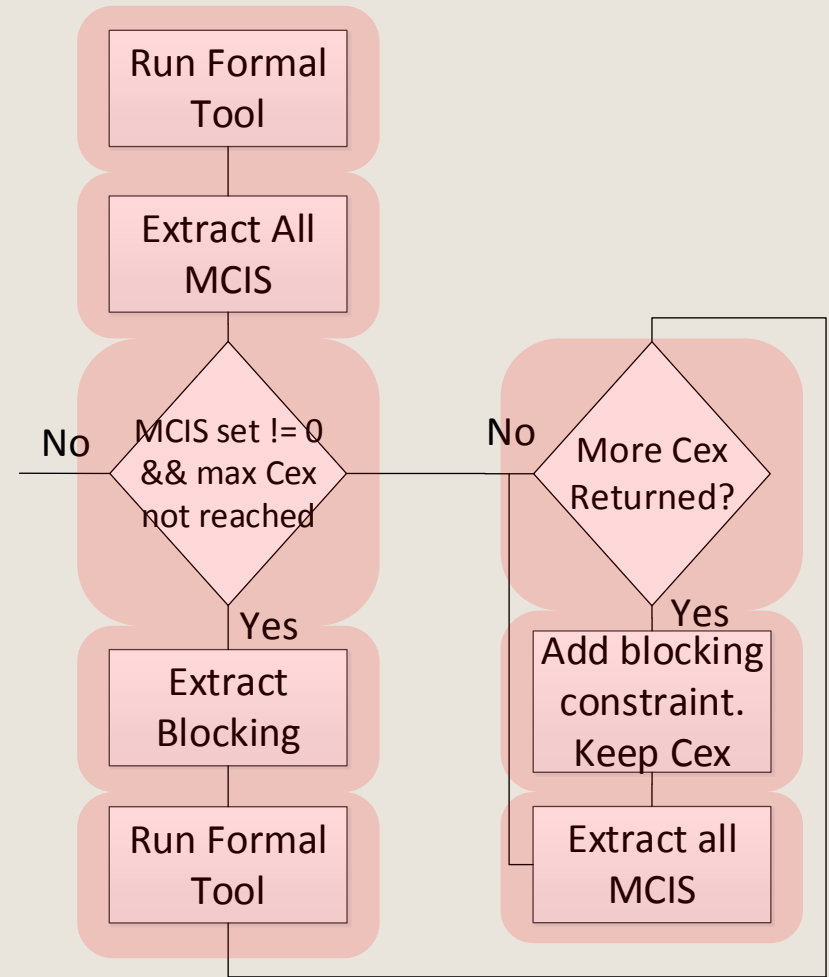 Run Formal
Tool
Extract All
MCIS
No
MCIS set != 0
&& max Cex
not reached
Yes
Extract
Blocking
Run Formal
Tool
No
More Cex
Returned?
Yes
Add blocking
constraint.
Keep Cex
Extract all
MCIS